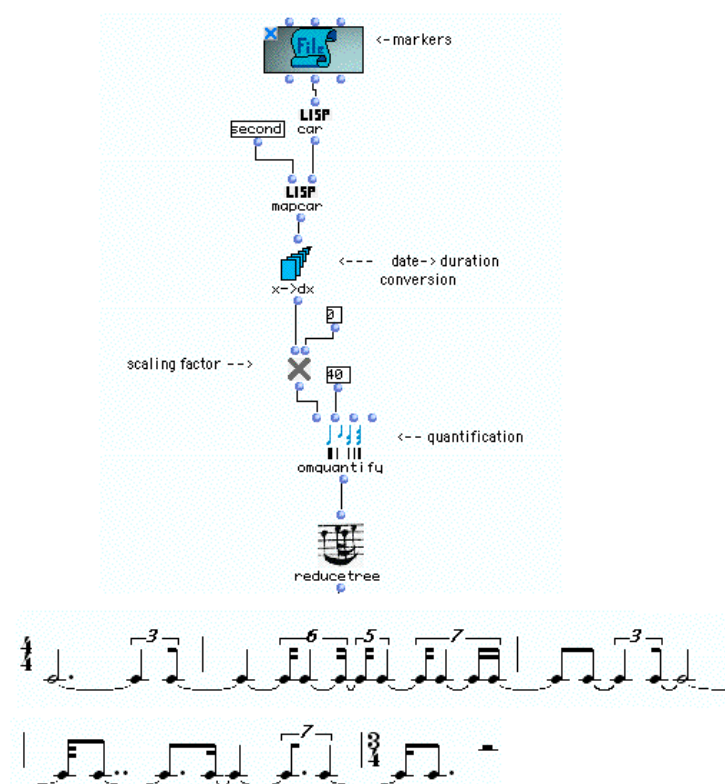 File
<-markers
LISP
car
second
LISP
mapcar
<--- date-> duration
conversion
x->dx
0
scaling factor -->
40
<-- quantification
omquantify
reducetree
3
6
5
7
3
4
4
7
3
4